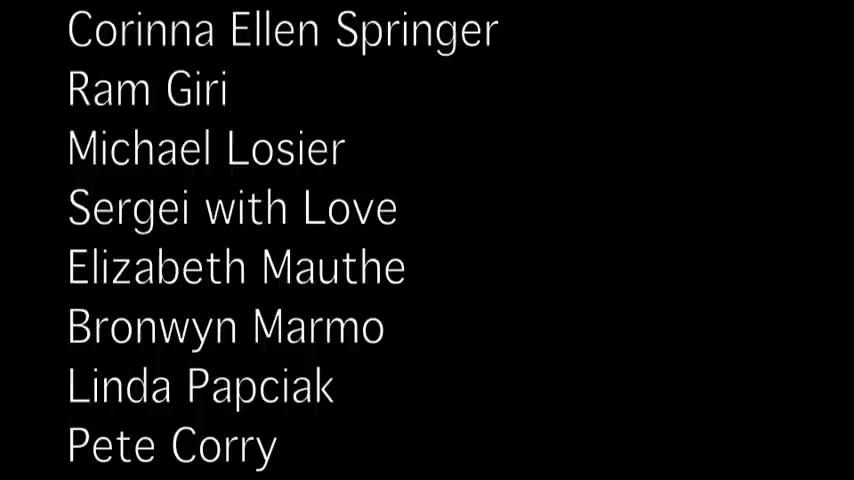 Corinna Ellen Springer
Ram Giri
Michael Losier
Sergei with Love
Elizabeth Mauthe
Bronwyn Marmo
Linda Papciak
Pete Corry